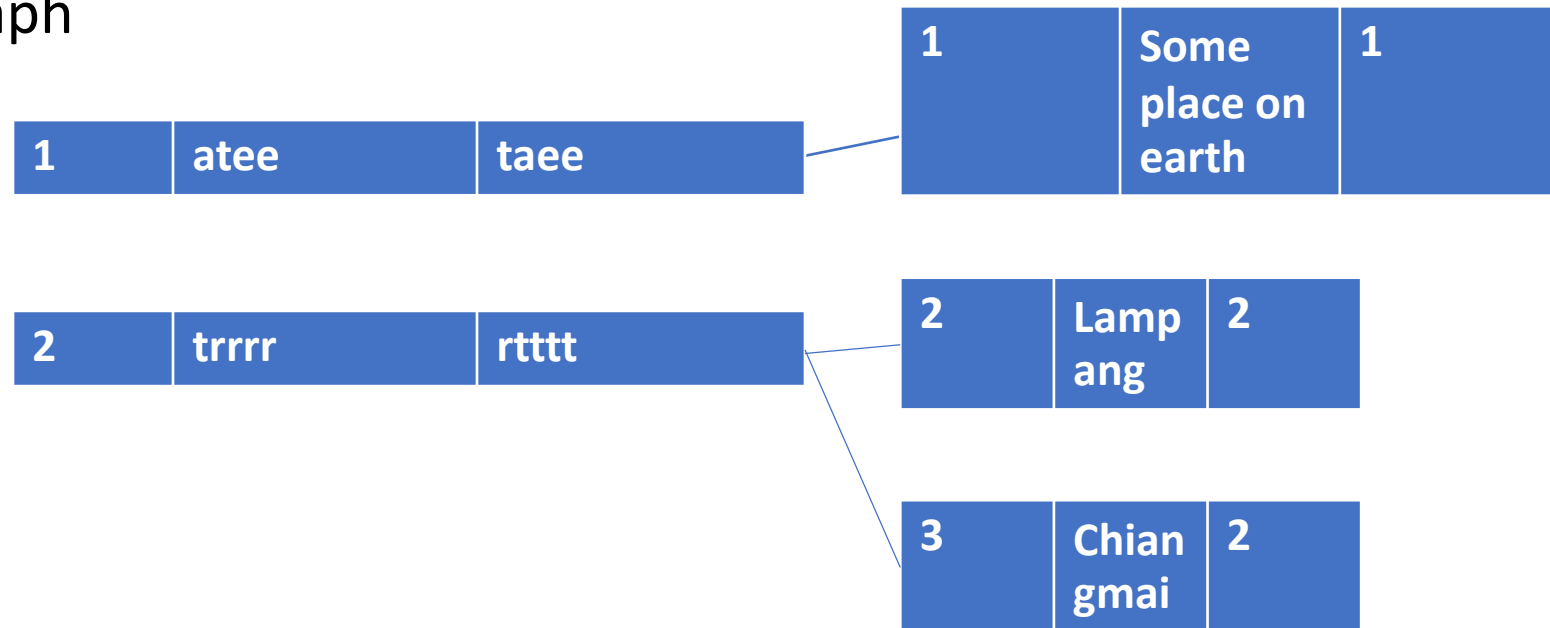 aph
1 Some 1
place on
earth
1 atee taee
2 Lamp 2
ang
2 trrrr rtttt
3 Chian 2
gmai